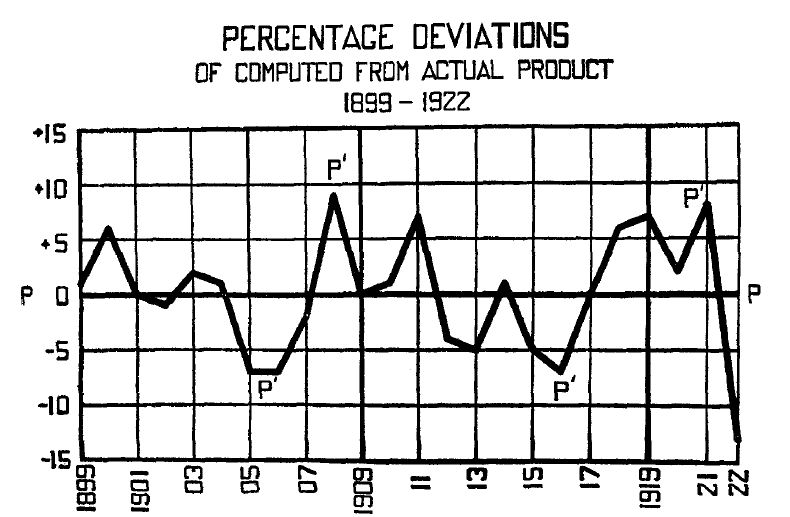 PERCENTAGE DEVIATIONS
OF COMPUTED FROM ACTUAL PRODUCT
1899 - 1922
+15
P'
+10
P'
+5
P 0 P
-5
P' P'
-10
-15
1899 1901 03 05 07 1909 11 13 15 17 1919 21 22